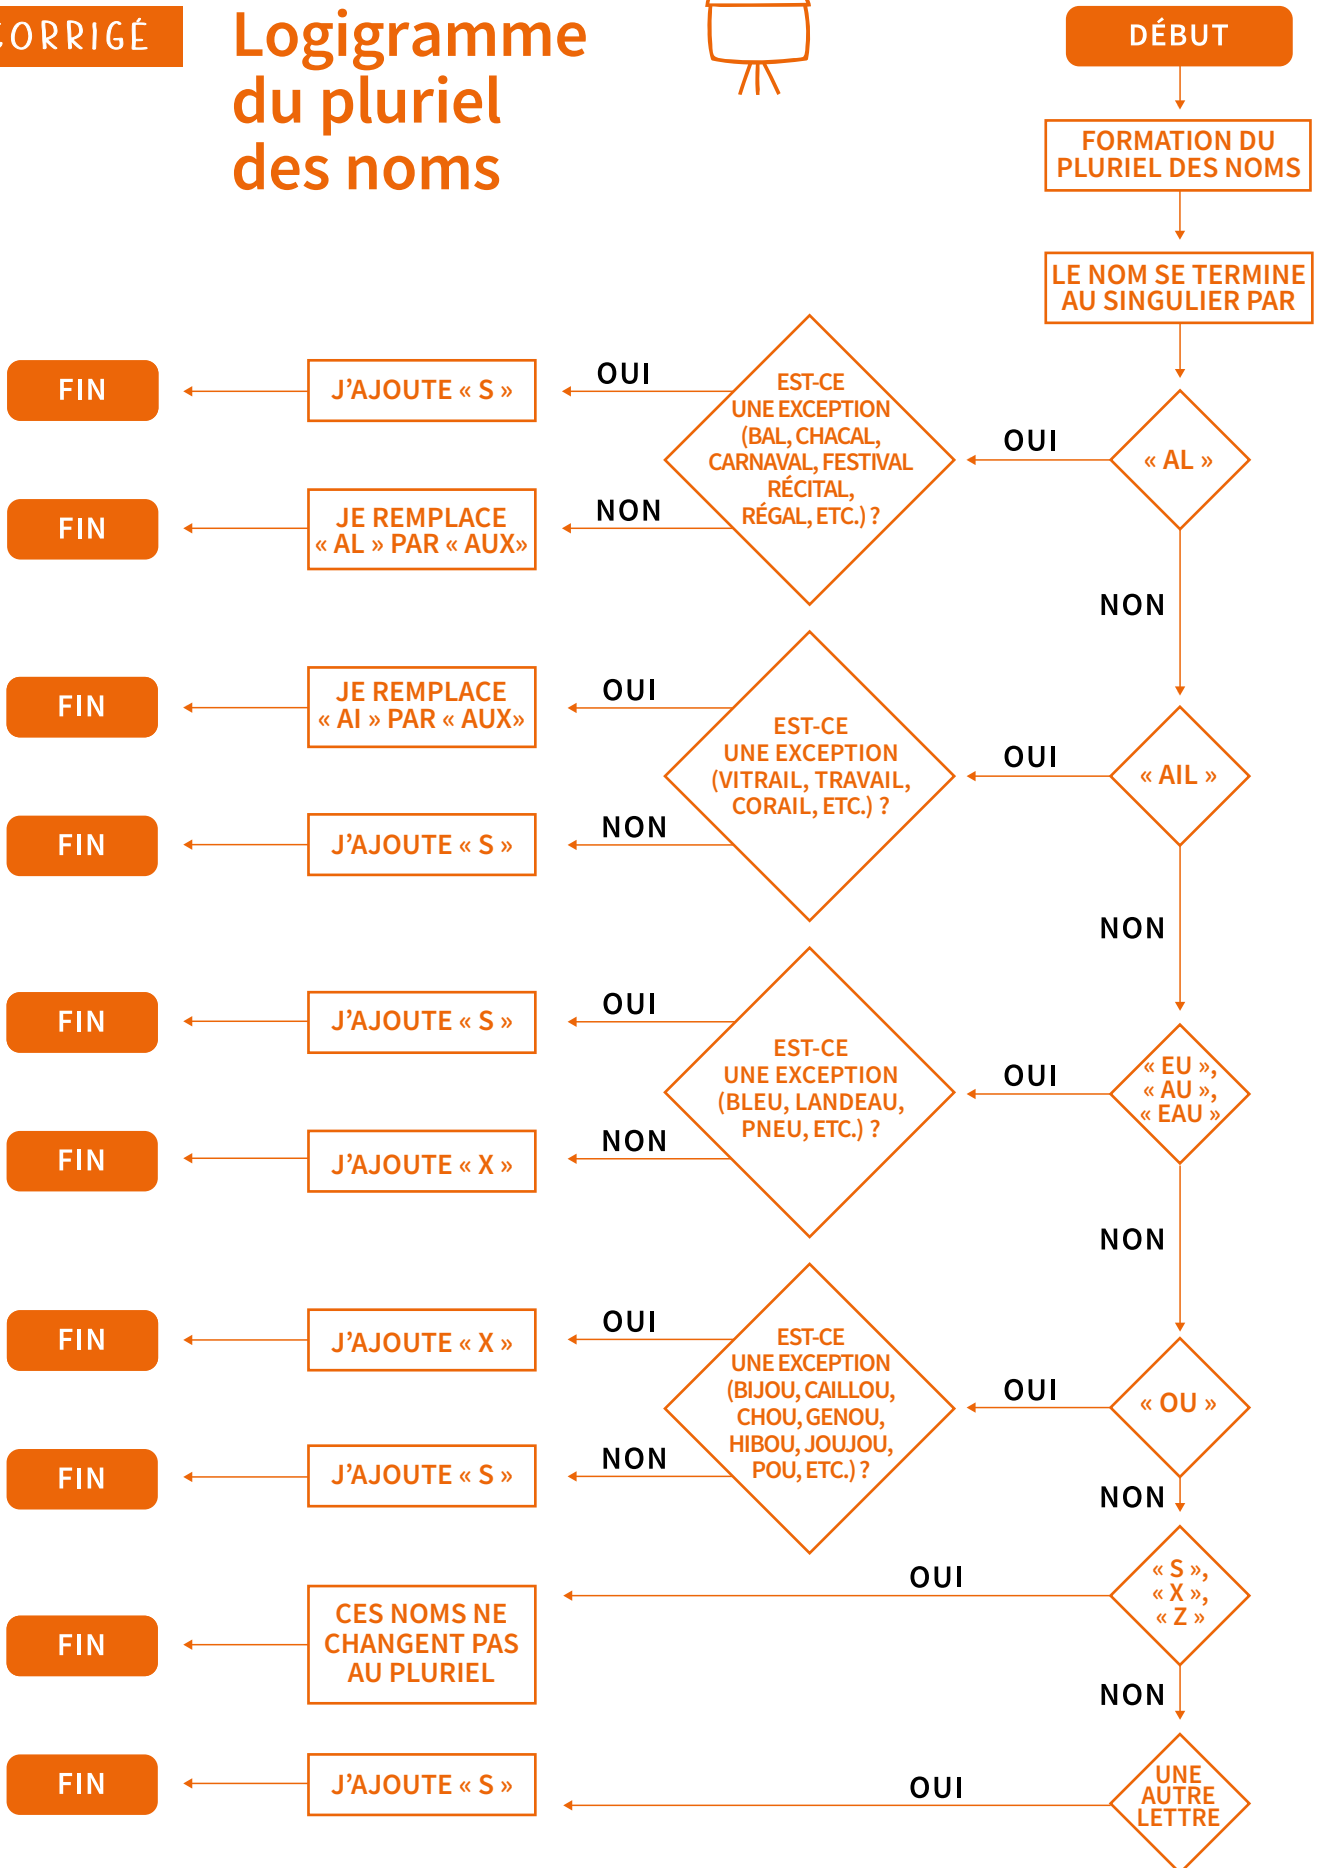 CORRIGÉ
Logigramme
du pluriel
des noms
DÉBUT
FORMATION DU
PLURIEL DES NOMS
LE NOM SE TERMINE
AU SINGULIER PAR
« AL »
OUI
EST-CE
UNE EXCEPTION
(BAL, CHACAL,
CARNAVAL, FESTIVAL
RÉCITAL,
RÉGAL, ETC.) ?
OUI
J’AJOUTE « S »
FIN
NON
JE REMPLACE
« AL » PAR « AUX»
FIN
NON
« AIL »
OUI
EST-CE
UNE EXCEPTION
(VITRAIL, TRAVAIL,
CORAIL, ETC.) ?
OUI
JE REMPLACE
« AI » PAR « AUX»
FIN
NON
J’AJOUTE « S »
FIN
NON
« EU »,
« AU »,
« EAU »
OUI
EST-CE
UNE EXCEPTION
(BLEU, LANDEAU,
PNEU, ETC.) ?
OUI
J’AJOUTE « S »
FIN
NON
J’AJOUTE « X »
FIN
NON
« OU »
OUI
EST-CE
UNE EXCEPTION
(BIJOU, CAILLOU,
CHOU, GENOU,
HIBOU, JOUJOU,
POU, ETC.) ?
OUI
J’AJOUTE « X »
FIN
NON
J’AJOUTE « S »
FIN
NON
« S »,
« X »,
« Z »
OUI
CES NOMS NE
CHANGENT PAS
AU PLURIEL
FIN
NON
UNE
AUTRE
LETTRE
OUI
J’AJOUTE « S »
FIN